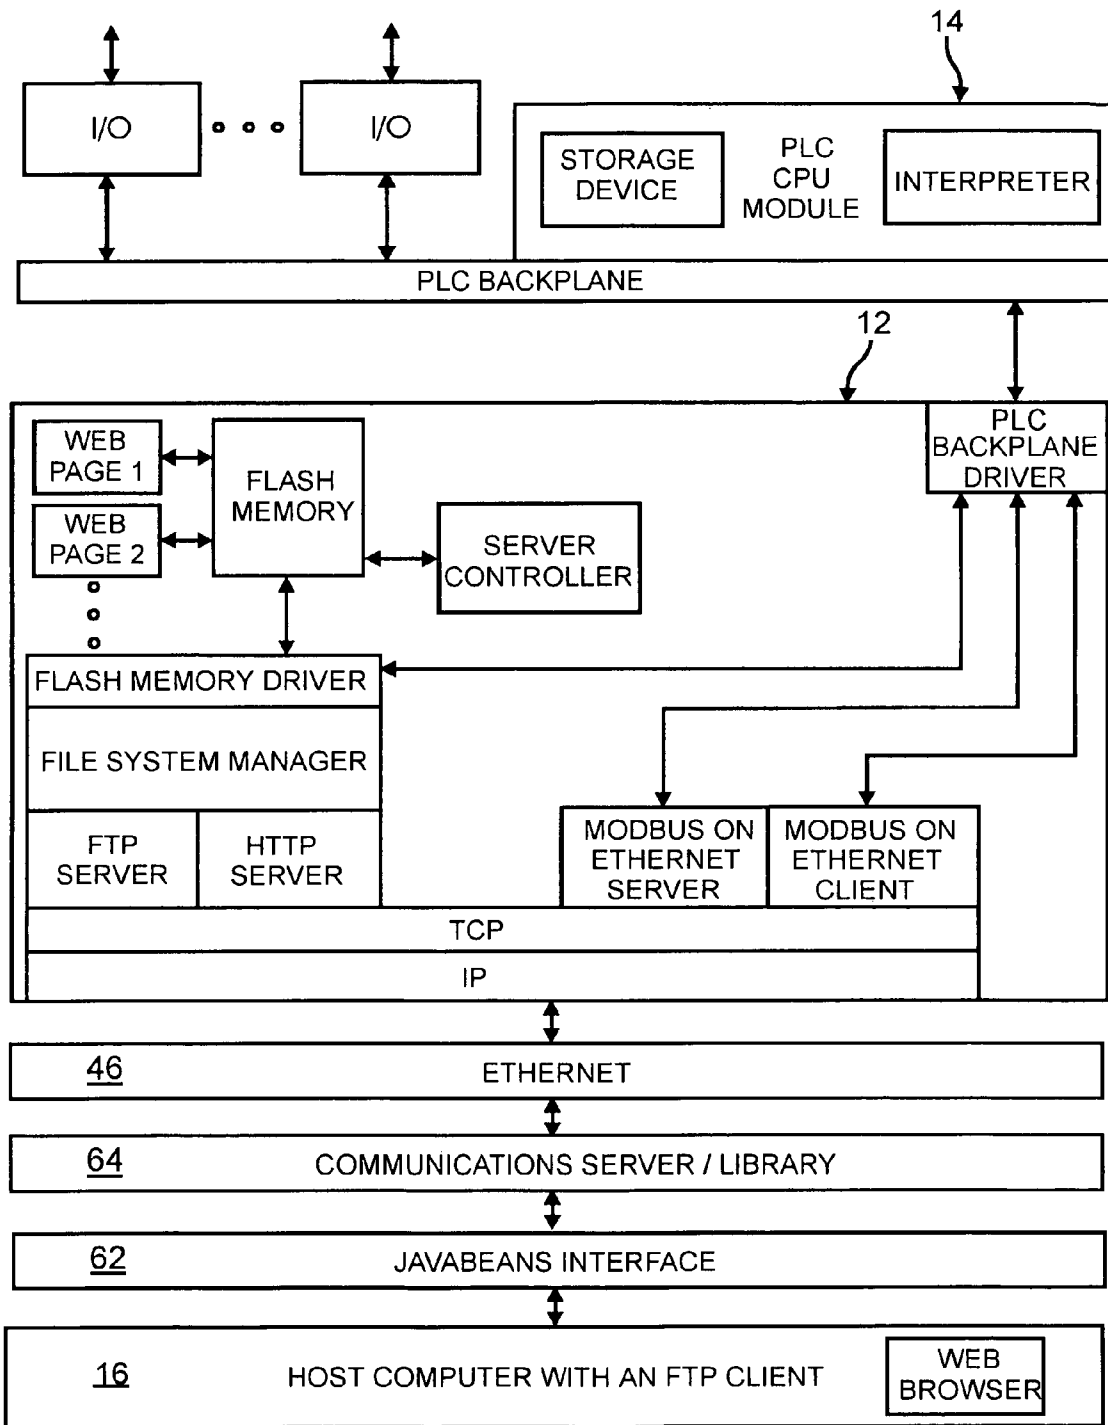 14
I/O
I/O
STORAGE
DEVICE
PLC
CPU
MODULE
INTERPRETER
PLC BACKPLANE
12
WEB
PAGE 1
WEB
PAGE 2
FLASH
MEMORY
SERVER
CONTROLLER
PLC
BACKPLANE
DRIVER
FLASH MEMORY DRIVER
FILE SYSTEM MANAGER
FTP
SERVER
HTTP
SERVER
MODBUS ON
ETHERNET
SERVER
MODBUS ON
ETHERNET
CLIENT
TCP
IP
46 ETHERNET
64 COMMUNICATIONS SERVER / LIBRARY
62 JAVABEANS INTERFACE
16 HOST COMPUTER WITH AN FTP CLIENT
WEB
BROWSER